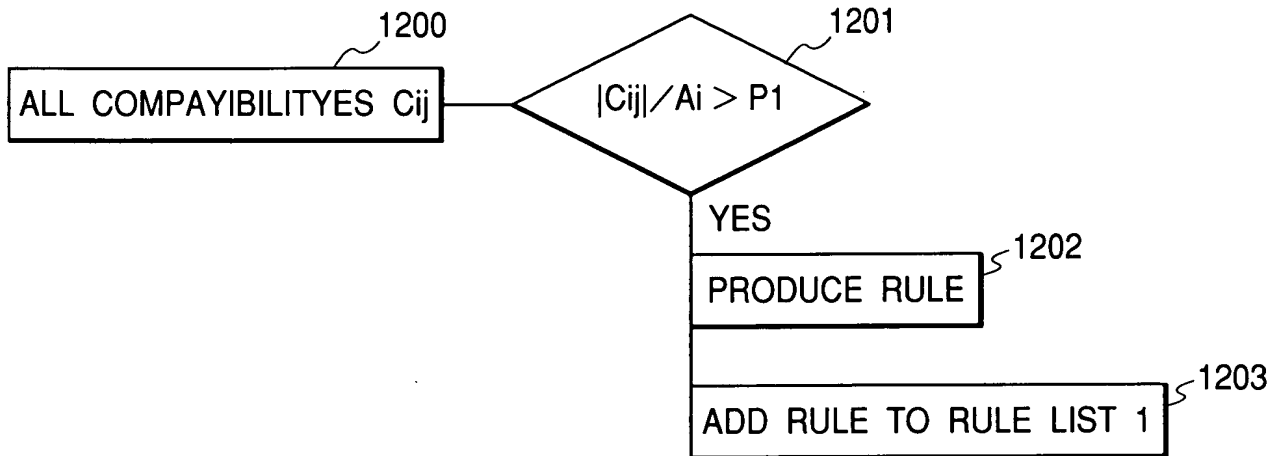 1200
ALL COMPAYIBILITYES Cij
1201
|Cij|/Ai > P1
YES
1202
PRODUCE RULE
1203
ADD RULE TO RULE LIST 1